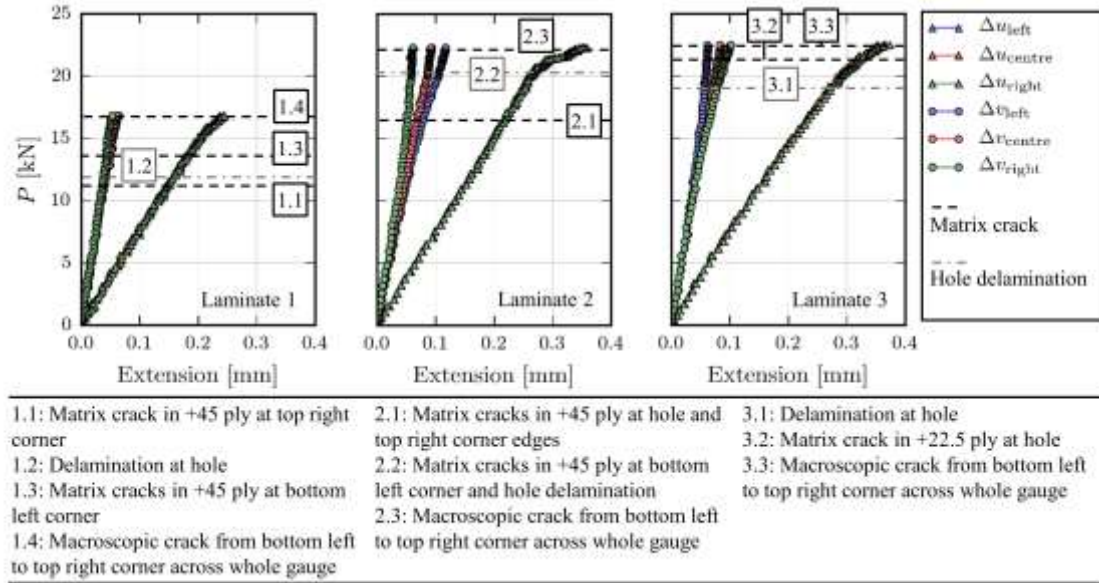 25
20
15
10
5
0
P [kN]
1.4
1.3
1.2
1.1
Laminate 1
0.0 0.1 0.2 0.3 0.4
Extension [mm]
2.3
2.2
2.1
Laminate 2
0.0 0.1 0.2 0.3 0.4
Extension [mm]
3.2 3.3
3.1
Laminate 3
0.0 0.1 0.2 0.3 0.4
Extension [mm]
Δu_left
Δu_centre
Δu_right
Δv_left
Δv_centre
Δv_right
Matrix crack
Hole delamination
1.1: Matrix crack in +45 ply at top right
corner
1.2: Delamination at hole
1.3: Matrix cracks in +45 ply at bottom
left corner
1.4: Macroscopic crack from bottom left
to top right corner across whole gauge
2.1: Matrix cracks in +45 ply at hole and
top right corner edges
2.2: Matrix cracks in +45 ply at bottom
left corner and hole delamination
2.3: Macroscopic crack from bottom left
to top right corner across whole gauge
3.1: Delamination at hole
3.2: Matrix crack in +22.5 ply at hole
3.3: Macroscopic crack from bottom left
to top right corner across whole gauge